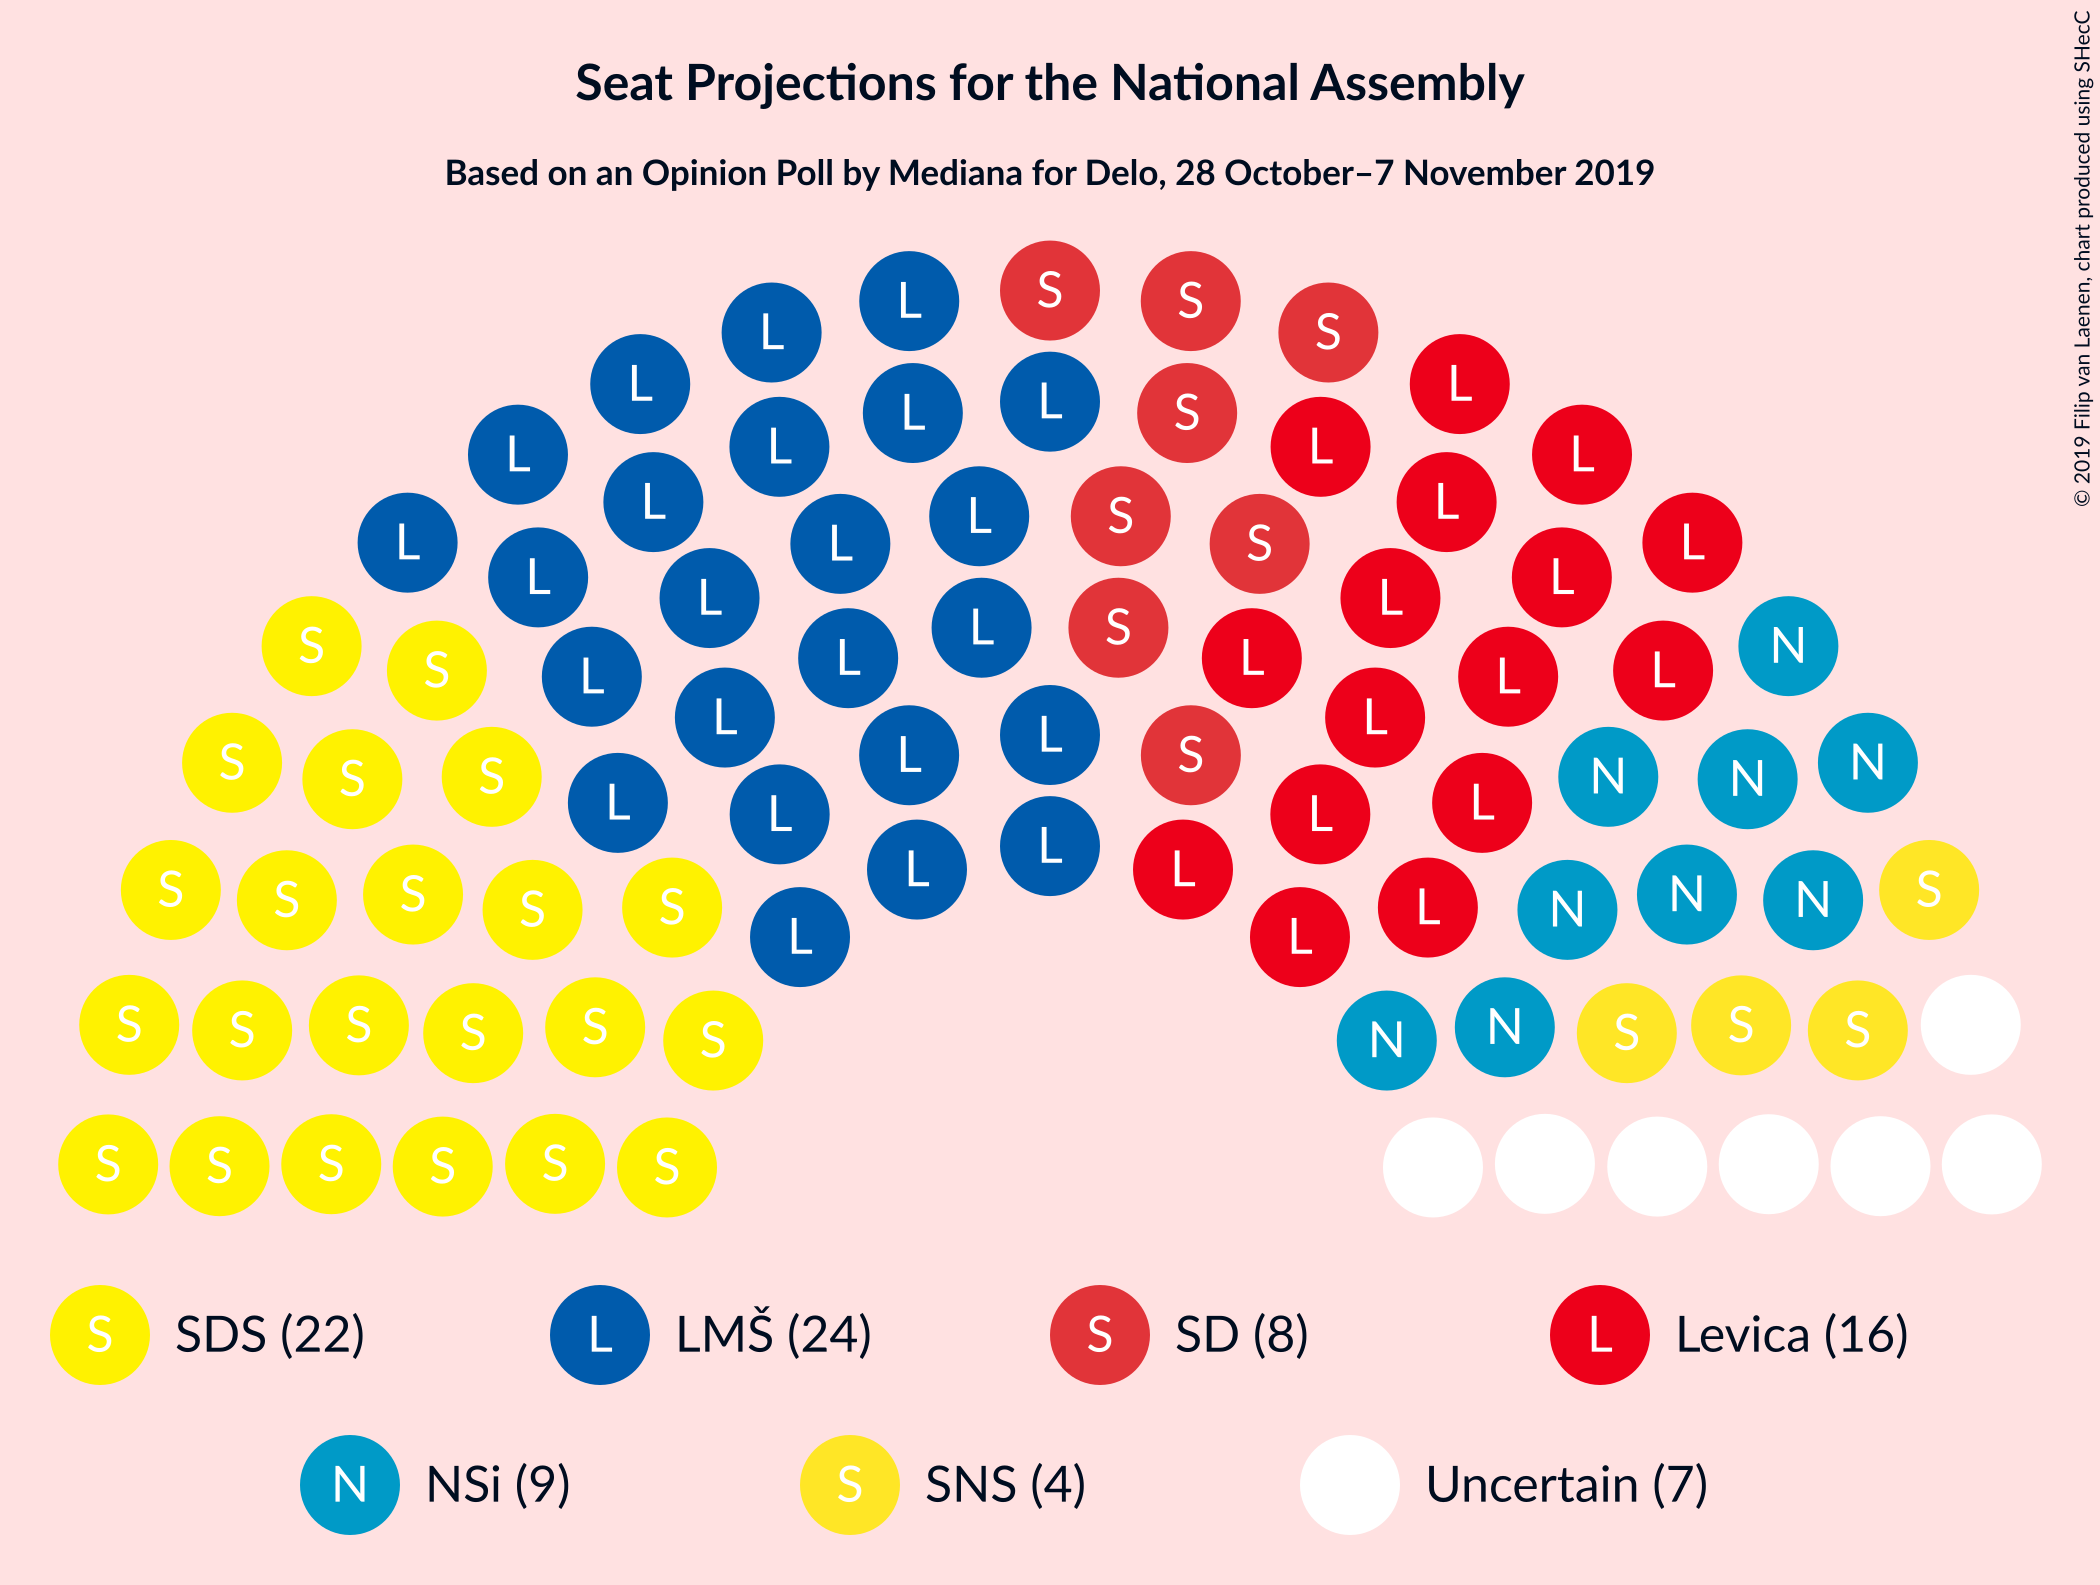 Seat Projections for the National Assembly
Based on an Opinion Poll by Mediana for Delo, 28 October–7 November 2019
© 2019 Filip van Laenen, chart produced using SHecC
L L S S S
L L
L L L S L L
L L L L
L L S S
L L L L L L
S L S L N
S L L L L
L L
S S S L L S N N N
L L L L
L L
S S S S S L L L L N N N S
L L
S S S S S S N N S S S
S S S S S S
S SDS (22) L LMŠ (24) S SD (8) L Levica (16)
N NSi (9) S SNS (4) Uncertain (7)